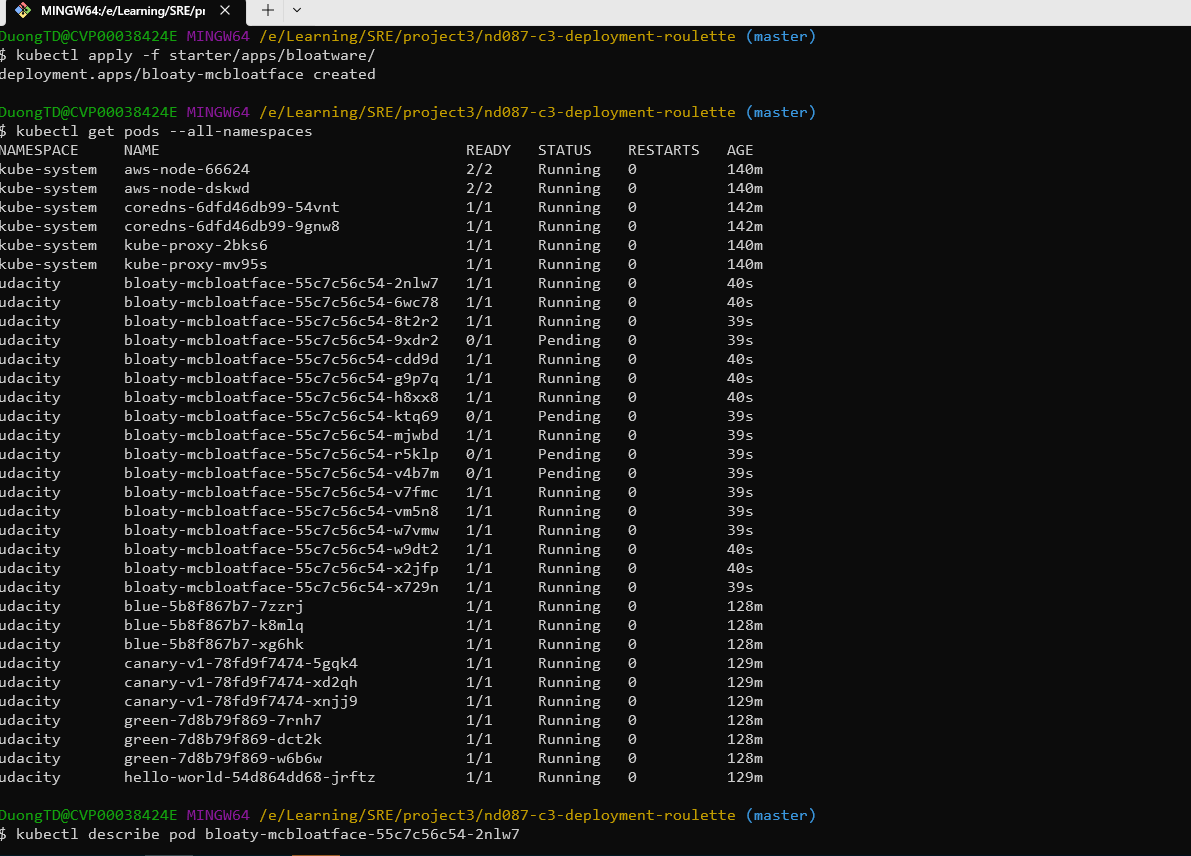 MINGW64:/e/Learning/SRE/pr
DuongTD@CVP00038424E MINGW64 /e/Learning/SRE/project3/nd087-c3-deployment-roulette (master)
$ kubectl apply -f starter/apps/bloatware/
deployment.apps/bloaty-mcbloatface created
DuongTD@CVP00038424E MINGW64 /e/Learning/SRE/project3/nd087-c3-deployment-roulette (master)
$ kubectl get pods --all-namespaces
NAMESPACE NAME READY STATUS RESTARTS AGE
kube-system aws-node-66624 2/2 Running 0 140m
kube-system aws-node-dskwd 2/2 Running 0 140m
kube-system coredns-6dfd46db99-54vnt 1/1 Running 0 142m
kube-system coredns-6dfd46db99-9gnw8 1/1 Running 0 142m
kube-system kube-proxy-2bks6 1/1 Running 0 140m
kube-system kube-proxy-mv95s 1/1 Running 0 140m
udacity bloaty-mcbloatface-55c7c56c54-2nlw7 1/1 Running 0 40s
udacity bloaty-mcbloatface-55c7c56c54-6wc78 1/1 Running 0 40s
udacity bloaty-mcbloatface-55c7c56c54-8t2r2 1/1 Running 0 39s
udacity bloaty-mcbloatface-55c7c56c54-9xdr2 0/1 Pending 0 39s
udacity bloaty-mcbloatface-55c7c56c54-cdd9d 1/1 Running 0 40s
udacity bloaty-mcbloatface-55c7c56c54-g9p7q 1/1 Running 0 40s
udacity bloaty-mcbloatface-55c7c56c54-h8xx8 1/1 Running 0 40s
udacity bloaty-mcbloatface-55c7c56c54-ktq69 0/1 Pending 0 39s
udacity bloaty-mcbloatface-55c7c56c54-mjwbd 1/1 Running 0 39s
udacity bloaty-mcbloatface-55c7c56c54-r5klp 0/1 Pending 0 39s
udacity bloaty-mcbloatface-55c7c56c54-v4b7m 0/1 Pending 0 39s
udacity bloaty-mcbloatface-55c7c56c54-v7fmc 1/1 Running 0 39s
udacity bloaty-mcbloatface-55c7c56c54-vm5n8 1/1 Running 0 39s
udacity bloaty-mcbloatface-55c7c56c54-w7vmw 1/1 Running 0 39s
udacity bloaty-mcbloatface-55c7c56c54-w9dt2 1/1 Running 0 40s
udacity bloaty-mcbloatface-55c7c56c54-x2jfp 1/1 Running 0 40s
udacity bloaty-mcbloatface-55c7c56c54-x729n 1/1 Running 0 39s
udacity blue-5b8f867b7-7zzrj 1/1 Running 0 128m
udacity blue-5b8f867b7-k8mlq 1/1 Running 0 128m
udacity blue-5b8f867b7-xg6hk 1/1 Running 0 128m
udacity canary-v1-78fd9f7474-5gqk4 1/1 Running 0 129m
udacity canary-v1-78fd9f7474-xd2qh 1/1 Running 0 129m
udacity canary-v1-78fd9f7474-xnjj9 1/1 Running 0 129m
udacity green-7d8b79f869-7rnh7 1/1 Running 0 128m
udacity green-7d8b79f869-dct2k 1/1 Running 0 128m
udacity green-7d8b79f869-w6b6w 1/1 Running 0 128m
udacity hello-world-54d864dd68-jrftz 1/1 Running 0 129m
DuongTD@CVP00038424E MINGW64 /e/Learning/SRE/project3/nd087-c3-deployment-roulette (master)
$ kubectl describe pod bloaty-mcbloatface-55c7c56c54-2nlw7